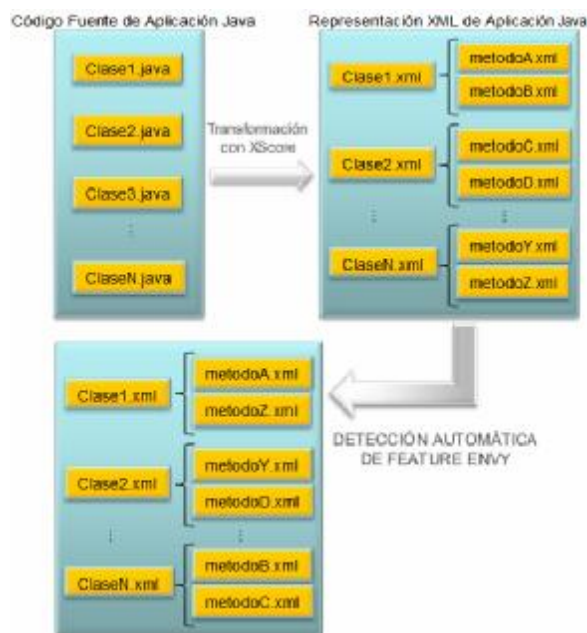 Código Fuente de Aplicación Java
Clase1.java
Clase2.java
Clase3.java
ClaseN.java
Transformación
con XScore
Representación XML de Aplicación Java
Clase1.xml
metodoA.xml
metodoB.xml
Clase2.xml
metodoC.xml
metodoD.xml
ClaseN.xml
metodoY.xml
metodoZ.xml
DETECCIÓN AUTOMÁTICA
DE FEATURE ENVY
Clase1.xml
metodoA.xml
metodoZ.xml
Clase2.xml
metodoY.xml
metodoD.xml
ClaseN.xml
metodoB.xml
metodoC.xml